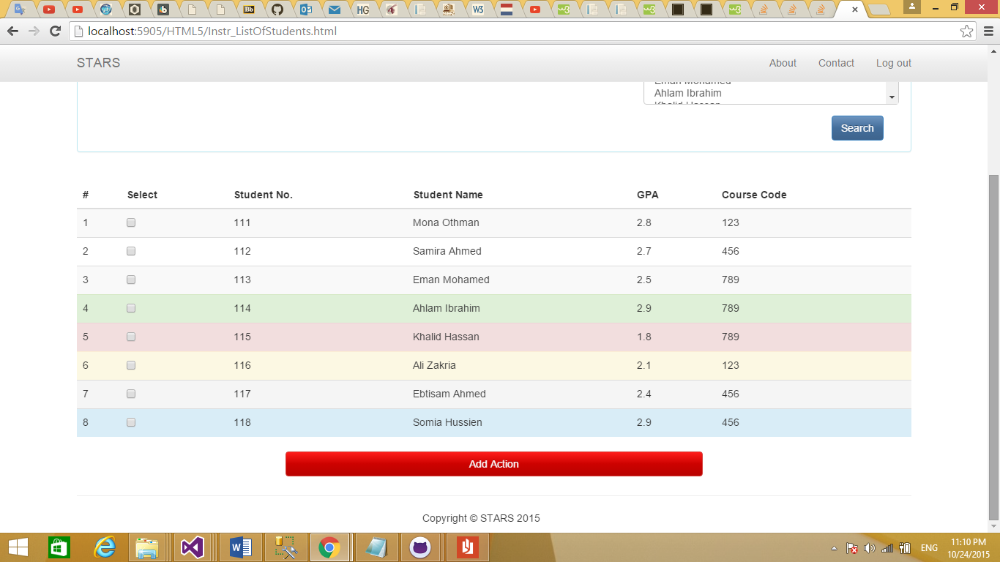 localhost:5905/HTML5/Instr_ListOfStudents.html
STARS About Contact Log out
Eman Mohamed
Ahlam Ibrahim
Khalid Hassan
Search
# Select Student No. Student Name GPA Course Code
1 111 Mona Othman 2.8 123
2 112 Samira Ahmed 2.7 456
3 113 Eman Mohamed 2.5 789
4 114 Ahlam Ibrahim 2.9 789
5 115 Khalid Hassan 1.8 789
6 116 Ali Zakria 2.1 123
7 117 Ebtisam Ahmed 2.4 456
8 118 Somia Hussien 2.9 456
Add Action
Copyright © STARS 2015
ENG
11:10 PM
10/24/2015